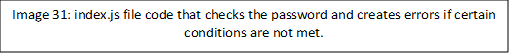 Image 31: index.js file code that checks the password and creates errors if certain
conditions are not met.